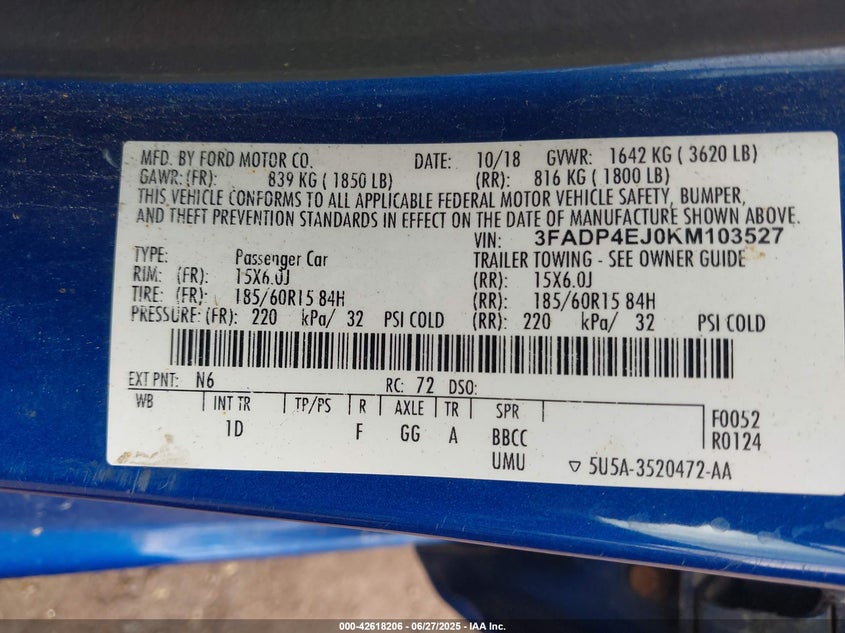 MFD. BY FORD MOTOR CO. DATE: 10/18 GVWR: 1642 KG ( 3620 LB)
GAWR: (FR): 839 KG ( 1850 LB) (RR): 816 KG ( 1800 LB)
THIS VEHICLE CONFORMS TO ALL APPLICABLE FEDERAL MOTOR VEHICLE SAFETY, BUMPER,
AND THEFT PREVENTION STANDARDS IN EFFECT ON THE DATE OF MANUFACTURE SHOWN ABOVE.
VIN: 3FADP4EJ0KM103527
TYPE: Passenger Car TRAILER TOWING - SEE OWNER GUIDE
RIM: (FR): 15X6.0J (RR): 15X6.0J
TIRE: (FR): 185/60R15 84H (RR): 185/60R15 84H
PRESSURE: (FR): 220 kPa/ 32 PSI COLD (RR): 220 kPa/ 32 PSI COLD
EXT PNT: N6 RC: 72 DSO:
WB INT TR TP/PS R AXLE TR SPR F0052
1D F GG A BBCC R0124
UMU ▽ 5U5A-3520472-AA
000-42618206 - 06/27/2025 - IAA Inc.